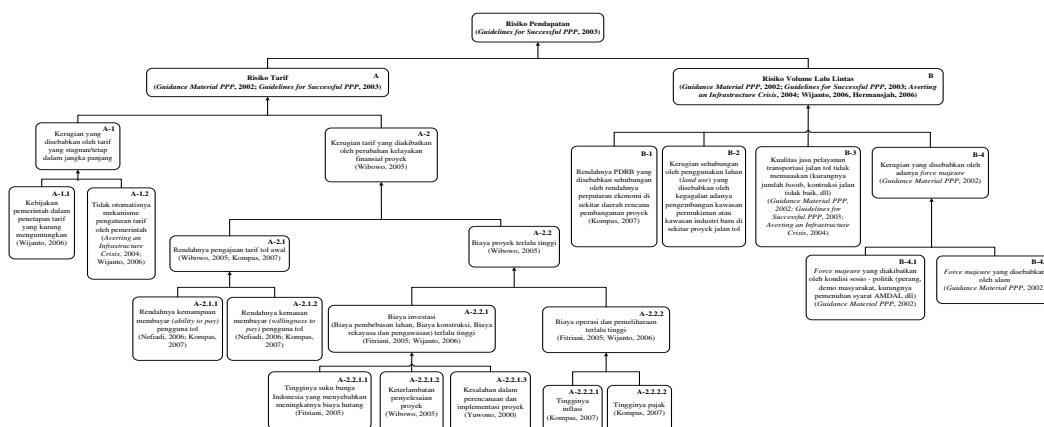 Risiko Pendapatan
(Guidelines for Successful PPP, 2003)
A
Risiko Tarif
(Guidance Material PPP, 2002; Guidelines for Successful PPP, 2003)
B
Risiko Volume Lalu Lintas
(Guidance Material PPP, 2002; Guidelines for Successful PPP, 2003; Averting
an Infrastructure Crisis, 2004; Wijanto, 2006, Hermansjah, 2006)
A-1
Kerugian yang
disebabkan oleh tarif
yang stagnan/tetap
dalam jangka panjang
A-2
Kerugian tarif yang diakibatkan
oleh perubahan kelayakan
finansial proyek
(Wibowo, 2005)
B-1
Rendahnya PDRB yang
disebabkan sehubungan
oleh rendahnya
perputaran ekonomi di
sekitar daerah rencana
pembangunan proyek
(Kompas, 2007)
B-2
Kerugian sehubungan
oleh penggunaan lahan
(land use) yang
disebabkan oleh
kegagalan adanya
pengembangan kawasan
permukiman atau
kawasan industri baru di
sekitar proyek jalan tol
B-3
Kualitas jasa pelayanan
transportasi jalan tol tidak
memuaskan (kurangnya
jumlah booth, kontruksi jalan
tidak baik, dll)
(Guidance Material PPP,
2002; Guidelines for
Successful PPP, 2003;
Averting an Infrastructure
Crisis, 2004)
B-4
Kerugian yang disebabkan oleh
adanya force majeure
(Guidance Material PPP, 2002)
A-1.1
Kebijakan
pemerintah dalam
penetapan tarif
yang kurang
menguntungkan
(Wijanto, 2006)
A-1.2
Tidak otomatisnya
mekanisme
pengaturan tarif
oleh pemerintah
(Averting an
Infrastructure
Crisis, 2004;
Wijanto, 2006)
A-2.1
Rendahnya pengajuan tarif tol awal
(Wibowo, 2005; Kompas, 2007)
A-2.2
Biaya proyek terlalu tinggi
(Wibowo, 2005)
B-4.1
Force majeure yang diakibatkan
oleh kondisi sosio - politik (perang,
demo masyarakat, kurangnya
pemenuhan syarat AMDAL dll)
(Guidance Material PPP, 2002)
B-4.
Force majeure yang disebabkan
oleh alam
(Guidance Material PPP, 2002)
A-2.1.1
Rendahnya kemampuan
membayar (ability to pay)
pengguna tol
(Nefiadi, 2006; Kompas,
2007)
A-2.1.2
Rendahnya kemauan
membayar (willingness to
pay) pengguna tol
(Nefiadi, 2006; Kompas,
2007)
A-2.2.1
Biaya investasi
(Biaya pembebasan lahan, Biaya konstruksi, Biaya
rekayasa dan pengawasan) terlalu tinggi
(Fitriani, 2005; Wijanto, 2006)
A-2.2.2
Biaya operasi dan pemeliharaan
terlalu tinggi
(Fitriani, 2005; Wijanto, 2006)
A-2.2.1.1
Tingginya suku bunga
Indonesia yang menyebabkan
meningkatnya biaya hutang
(Fitriani, 2005)
A-2.2.1.2
Keterlambatan
penyelesaian
proyek
(Wibowo, 2005)
A-2.2.1.3
Kesalahan dalam
perencanaan dan
implementasi proyek
(Yuwono, 2000)
A-2.2.2.1
Tingginya
inflasi
(Kompas, 2007)
A-2.2.2.2
Tingginya pajak
(Kompas, 2007)